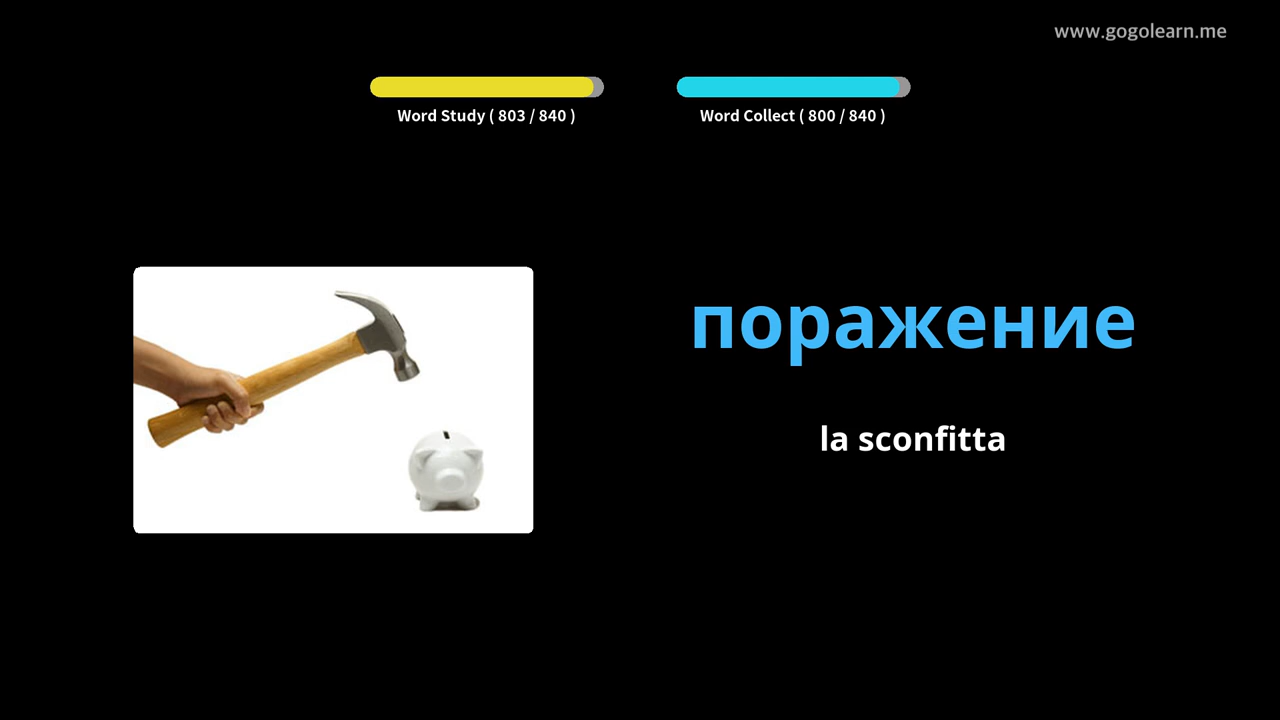 www.gogolearn.me
Word Study ( 803 / 840 )
Word Collect ( 800 / 840 )
поражение
la sconfitta